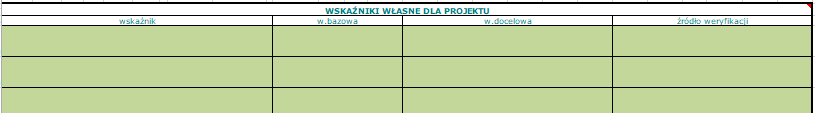 WSKAŹNIKI WŁASNE DLA PROJEKTU
wskaźnik w.bazowa w.docelowa źródło weryfikacji